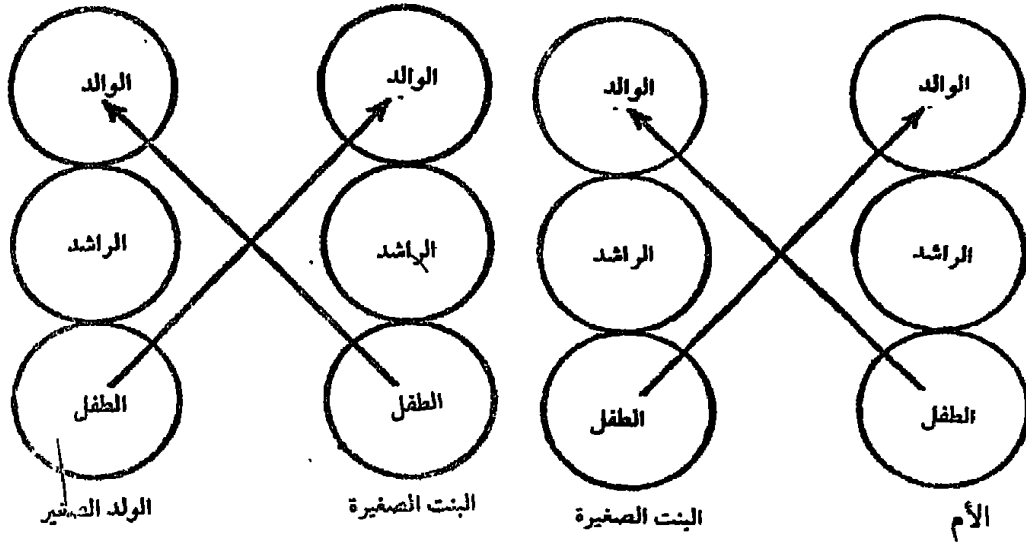 الوالد الوالد الوالد الوالد
الراشد الراشد الراشد الراشد
الطفل الطفل الطفل الطفل
الأم البنت الصغيرة البنت الصغيرة الولد الصغير